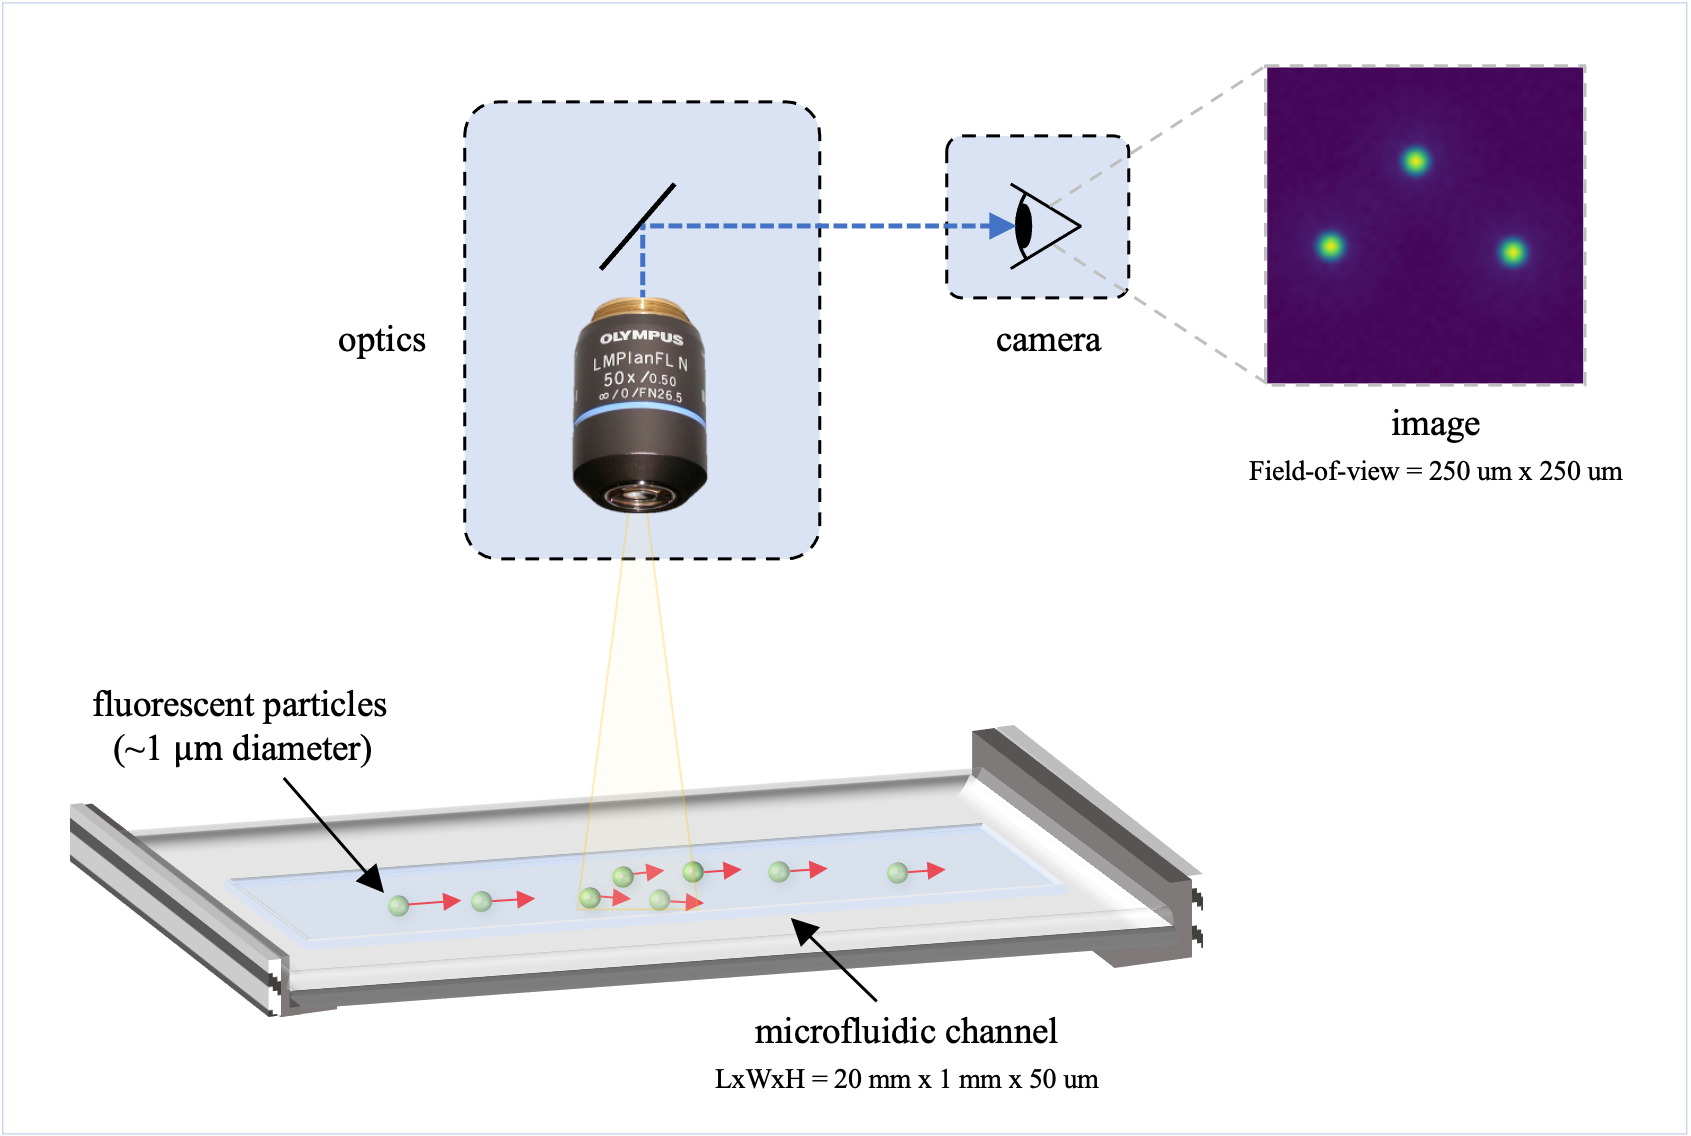 optics
OLYMPUS
LMPlanFL N
50x/0.50
∞/0/FN26.5
camera
image
Field-of-view = 250 um x 250 um
fluorescent particles
(~1 μm diameter)
microfluidic channel
LxWxH = 20 mm x 1 mm x 50 um